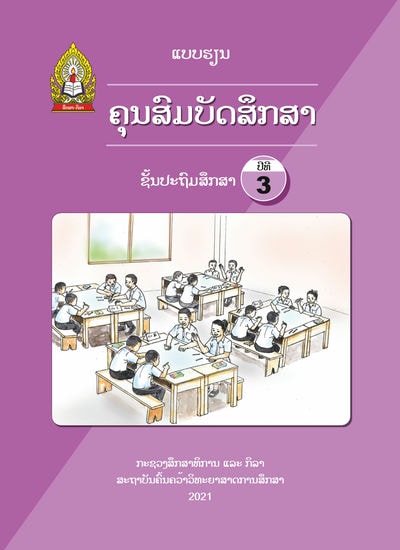 ແບບຮຽນ
ຄຸນສົມບັດສຶກສາ
ຊັ້ນປະຖົມສຶກສາ
ປີທີ
3
ກະຊວງສຶກສາທິການ ແລະ ກິລາ
ສະຖາບັນຄົ້ນຄວ້າວິທະຍາສາດການສຶກສາ
2021